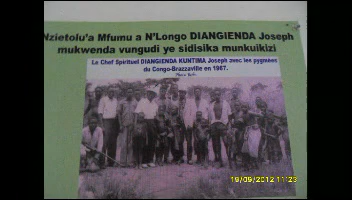 Nzietolu'a Mfumu a N'Longo DIANGIENDA Joseph
mukwenda vungudi ye sidisika munkuikizi
Le Chef Spirituel DIANGIENDA KUNTIMA Joseph avec les pygmées
du Congo-Brazzaville en 1967.
19/09/2012 11:23